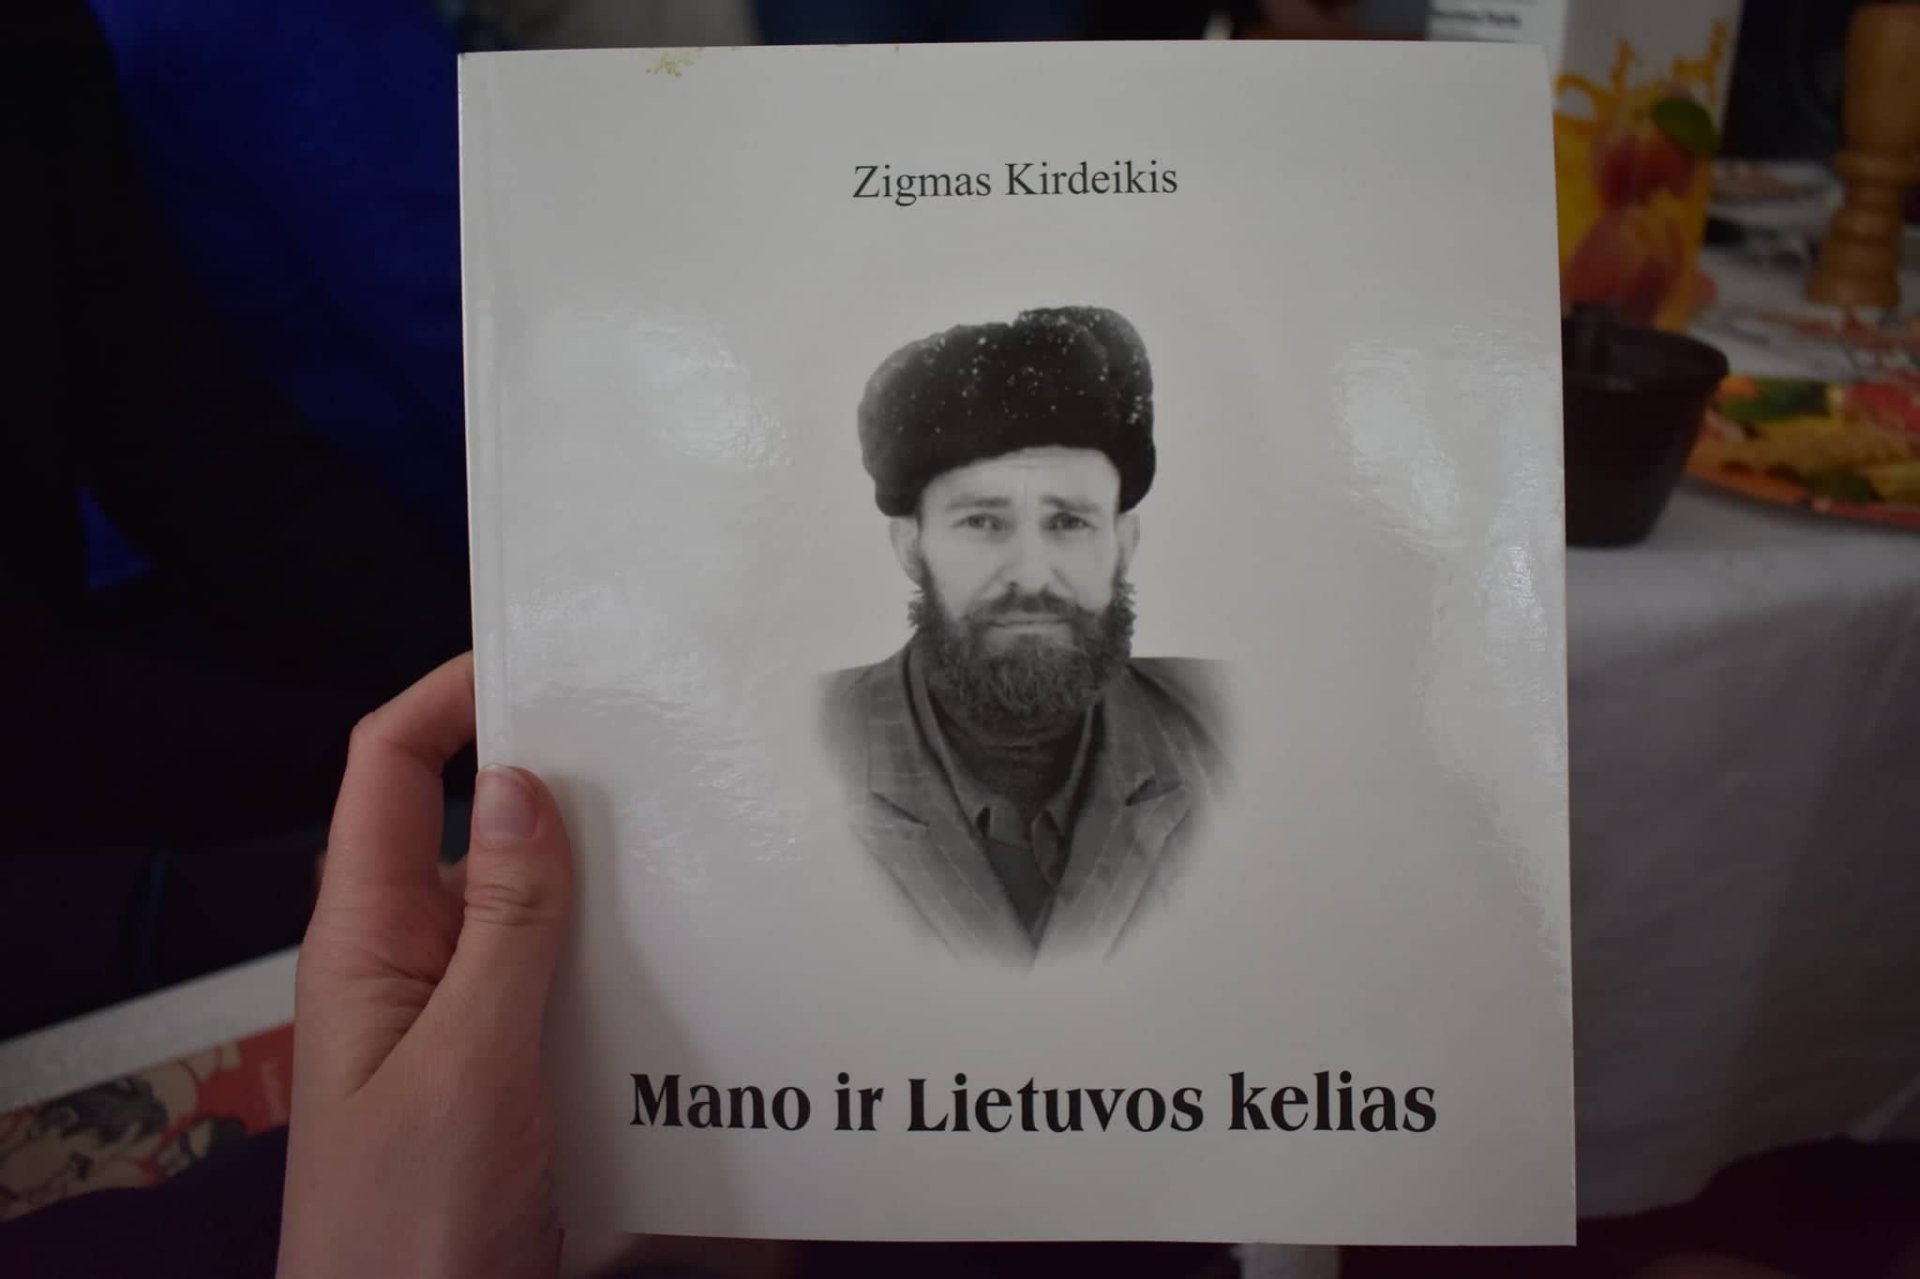 Zigmas Kirdeikis
Mano ir Lietuvos kelias